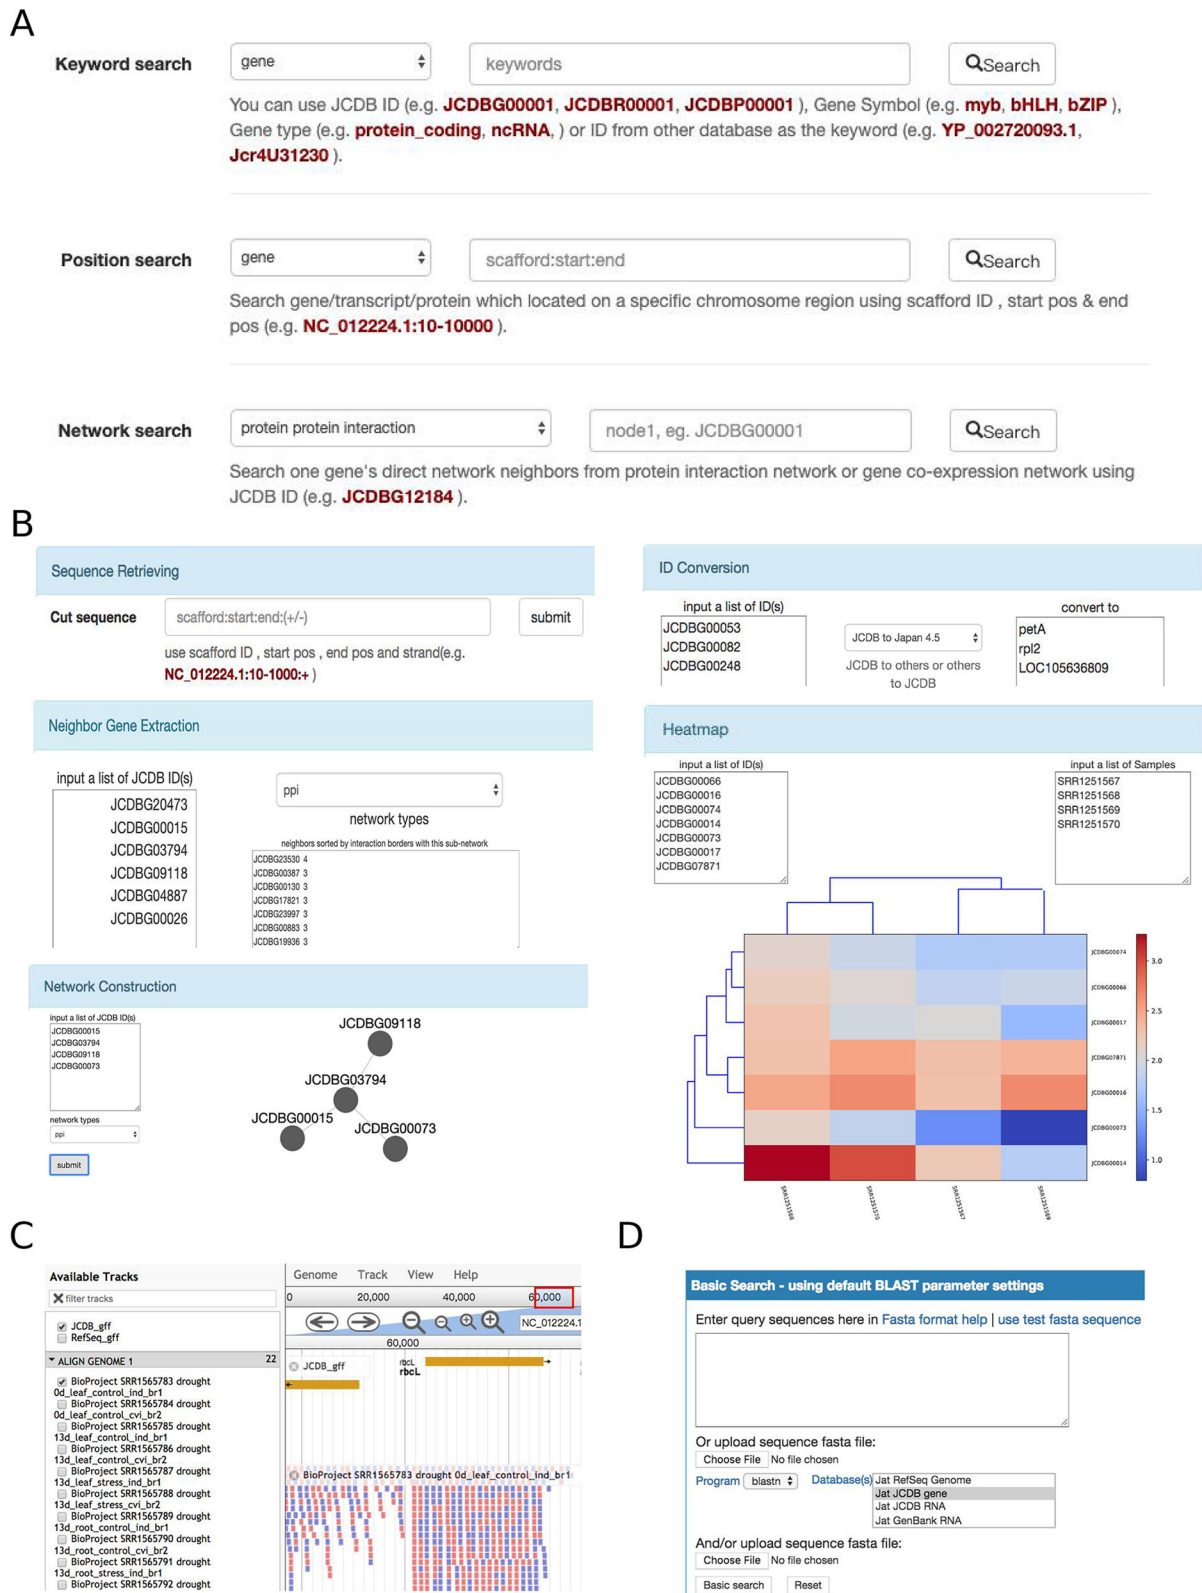 A
Keyword search
gene
keywords
Search
You can use JCDB ID (e.g. JCDBG00001, JCDBR00001, JCDBP00001 ), Gene Symbol (e.g. myb, bHLH, bZIP ),
Gene type (e.g. protein_coding, ncRNA, ) or ID from other database as the keyword (e.g. YP_002720093.1,
Jcr4U31230 ).
Position search
gene
scafford:start:end
Search
Search gene/transcript/protein which located on a specific chromosome region using scafford ID , start pos & end
pos (e.g. NC_012224.1:10-10000 ).
Network search
protein protein interaction
node1, eg. JCDBG00001
Search
Search one gene's direct network neighbors from protein interaction network or gene co-expression network using
JCDB ID (e.g. JCDBG12184 ).
B
Sequence Retrieving
Cut sequence
scafford:start:end:(+/-)
submit
use scafford ID , start pos , end pos and strand(e.g.
NC_012224.1:10-1000:+ )
Neighbor Gene Extraction
input a list of JCDB ID(s)
JCDBG20473
JCDBG00015
JCDBG03794
JCDBG09118
JCDBG04887
JCDBG00026
ppi
network types
neighbors sorted by interaction borders with this sub-network
JCDBG23530 4
JCDBG00387 3
JCDBG00130 3
JCDBG17821 3
JCDBG23997 3
JCDBG00883 3
JCDBG19936 3
Network Construction
input a list of JCDB ID(s)
JCDBG00015
JCDBG03794
JCDBG09118
JCDBG00073
network types
ppi
submit
JCDBG09118
JCDBG03794
JCDBG00015
JCDBG00073
ID Conversion
input a list of ID(s)
JCDBG00053
JCDBG00082
JCDBG00248
JCDB to Japan 4.5
JCDB to others or others
to JCDB
convert to
petA
rpl2
LOC105636809
Heatmap
input a list of ID(s)
JCDBG00066
JCDBG00016
JCDBG00074
JCDBG00014
JCDBG00073
JCDBG00017
JCDBG07871
input a list of Samples
SRR1251567
SRR1251568
SRR1251569
SRR1251570
JCDBG00074
JCDBG00066
JCDBG00017
JCDBG07871
JCDBG00016
JCDBG00073
JCDBG00014
3.0
2.5
2.0
1.5
1.0
SRR1251568
SRR1251570
SRR1251567
SRR1251569
C
Available Tracks
filter tracks
JCDB_gff
RefSeq_gff
ALIGN GENOME 1 22
BioProject SRR1565783 drought
0d_leaf_control_ind_br1
BioProject SRR1565784 drought
0d_leaf_control_cvi_br2
BioProject SRR1565785 drought
13d_leaf_control_ind_br1
BioProject SRR1565786 drought
13d_leaf_control_cvi_br2
BioProject SRR1565787 drought
13d_leaf_stress_ind_br1
BioProject SRR1565788 drought
13d_leaf_stress_cvi_br2
BioProject SRR1565789 drought
13d_root_control_ind_br1
BioProject SRR1565790 drought
13d_root_control_cvi_br2
BioProject SRR1565791 drought
13d_root_stress_ind_br1
BioProject SRR1565792 drought
Genome Track View Help
0 20,000 40,000 60,000
NC_012224.1
60,000
JCDB_gff
rbcL
rbcL
BioProject SRR1565783 drought 0d_leaf_control_ind_br1
D
Basic Search - using default BLAST parameter settings
Enter query sequences here in Fasta format help | use test fasta sequence
Or upload sequence fasta file:
Choose File No file chosen
Program blastn Database(s)
Jat RefSeq Genome
Jat JCDB gene
Jat JCDB RNA
Jat GenBank RNA
And/or upload sequence fasta file:
Choose File No file chosen
Basic search Reset